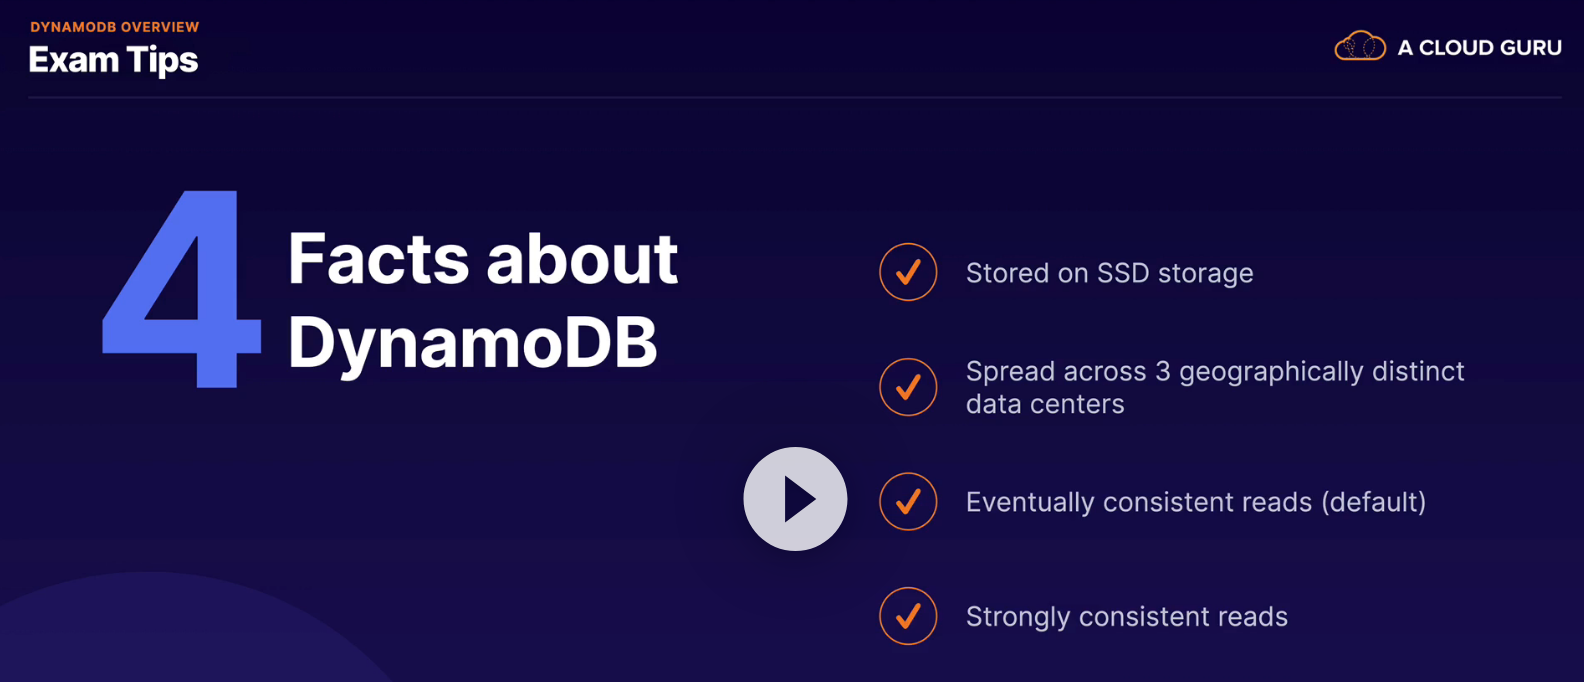 DYNAMODB OVERVIEW
Exam Tips
A CLOUD GURU
4
Facts about
DynamoDB
Stored on SSD storage
Spread across 3 geographically distinct
data centers
Eventually consistent reads (default)
Strongly consistent reads